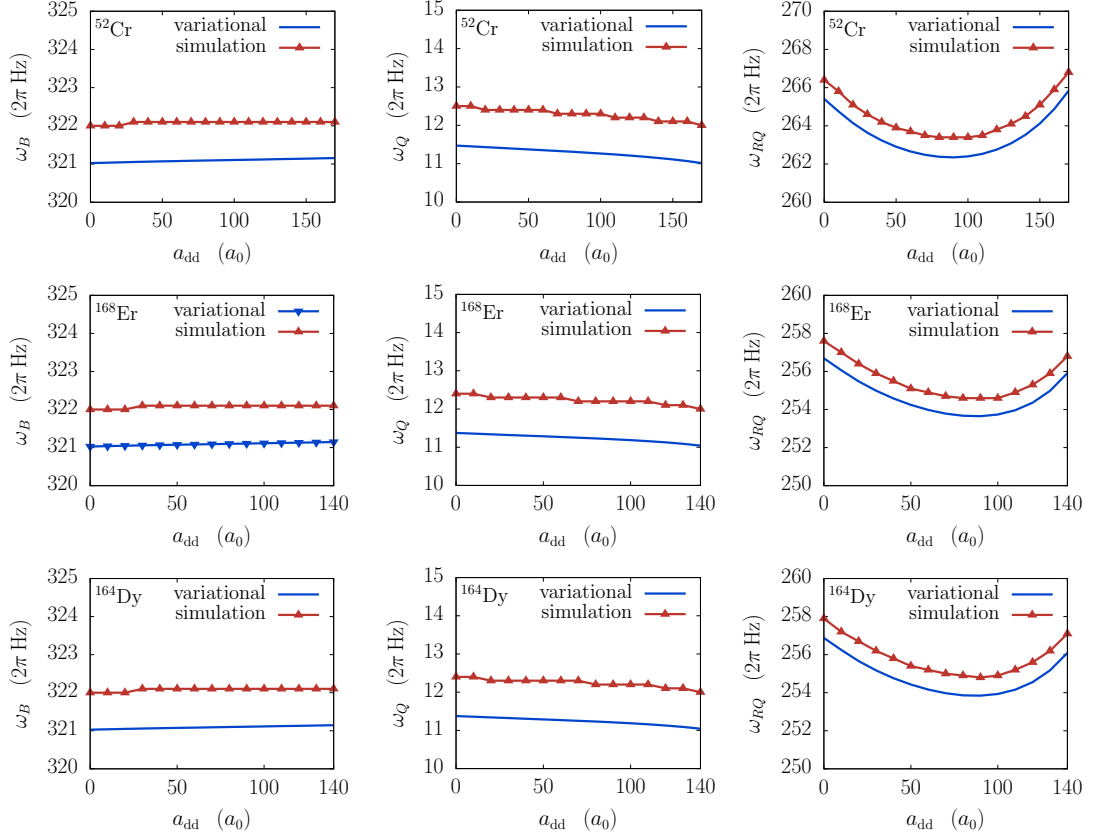 325
324
323
322
321
320
0
50
100
150
ω_B (2π Hz)
a_dd (a_0)
⁵²Cr
variational
simulation
15
14
13
12
11
10
0
50
100
150
ω_Q (2π Hz)
a_dd (a_0)
⁵²Cr
variational
simulation
270
268
266
264
262
260
0
50
100
150
ω_RQ (2π Hz)
a_dd (a_0)
⁵²Cr
variational
simulation
325
324
323
322
321
320
0
50
100
140
ω_B (2π Hz)
a_dd (a_0)
¹⁶⁸Er
variational
simulation
15
14
13
12
11
10
0
50
100
140
ω_Q (2π Hz)
a_dd (a_0)
¹⁶⁸Er
variational
simulation
260
258
256
254
252
250
0
50
100
140
ω_RQ (2π Hz)
a_dd (a_0)
¹⁶⁸Er
variational
simulation
325
324
323
322
321
320
0
50
100
140
ω_B (2π Hz)
a_dd (a_0)
¹⁶⁴Dy
variational
simulation
15
14
13
12
11
10
0
50
100
140
ω_Q (2π Hz)
a_dd (a_0)
¹⁶⁴Dy
variational
simulation
260
258
256
254
252
250
0
50
100
140
ω_RQ (2π Hz)
a_dd (a_0)
¹⁶⁴Dy
variational
simulation